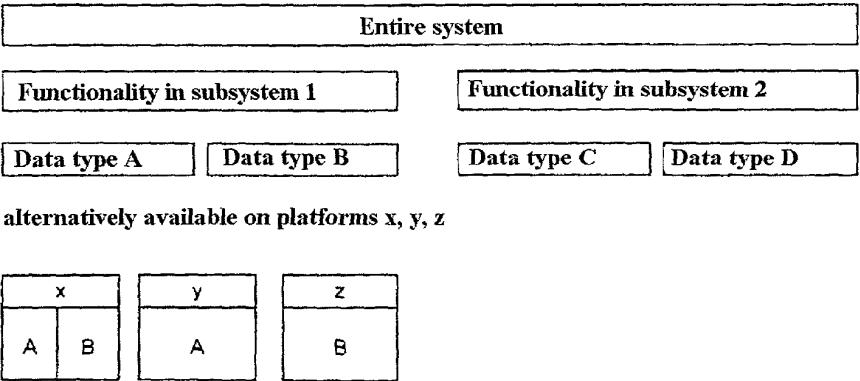 Entire system
Functionality in subsystem 1 Functionality in subsystem 2
Data type A Data type B Data type C Data type D
alternatively available on platforms x, y, z
x y z
A B A B